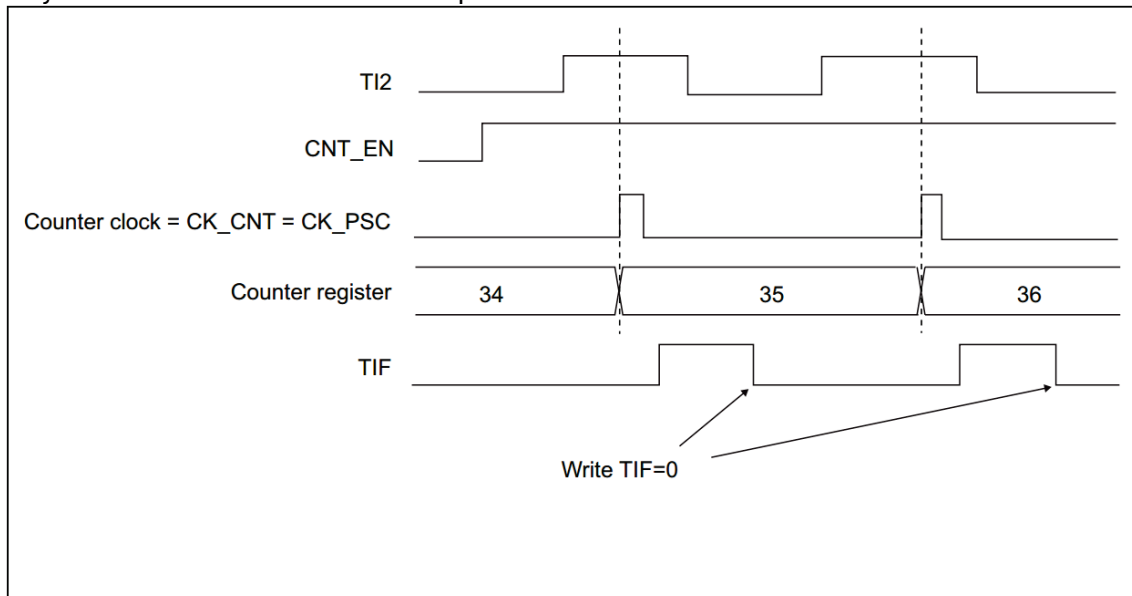 TI2
CNT_EN
Counter clock = CK_CNT = CK_PSC
Counter register 34 35 36
TIF
Write TIF=0